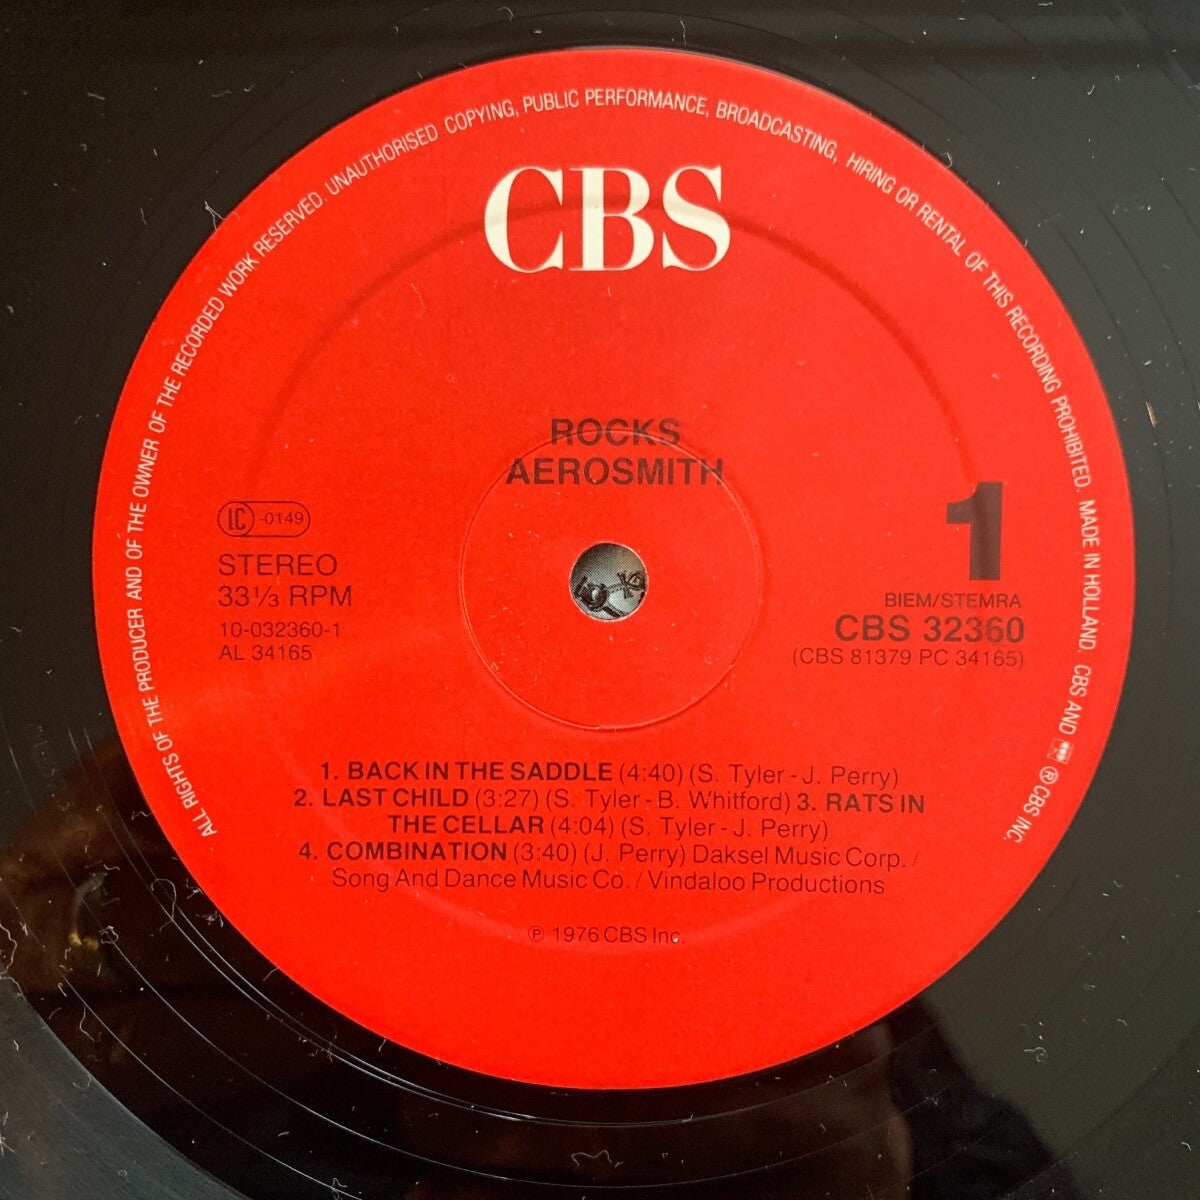 ALL RIGHTS OF THE PRODUCER AND OF THE OWNER OF THE RECORDED WORK RESERVED. UNAUTHORISED COPYING, PUBLIC PERFORMANCE, BROADCASTING, HIRING OR RENTAL OF THIS RECORDING PROHIBITED. MADE IN HOLLAND. CBS AND ℗ CBS INC.
CBS
ROCKS
AEROSMITH
LC -0149
STEREO
33⅓ RPM
10-032360-1
AL 34165
1
BIEM/STEMRA
CBS 32360
(CBS 81379 PC 34165)
1. BACK IN THE SADDLE (4:40) (S. Tyler - J. Perry)
2. LAST CHILD (3:27) (S. Tyler - B. Whitford) 3. RATS IN
THE CELLAR (4:04) (S. Tyler - J. Perry)
4. COMBINATION (3:40) (J. Perry) Daksel Music Corp. /
Song And Dance Music Co. / Vindaloo Productions
℗ 1976 CBS Inc.